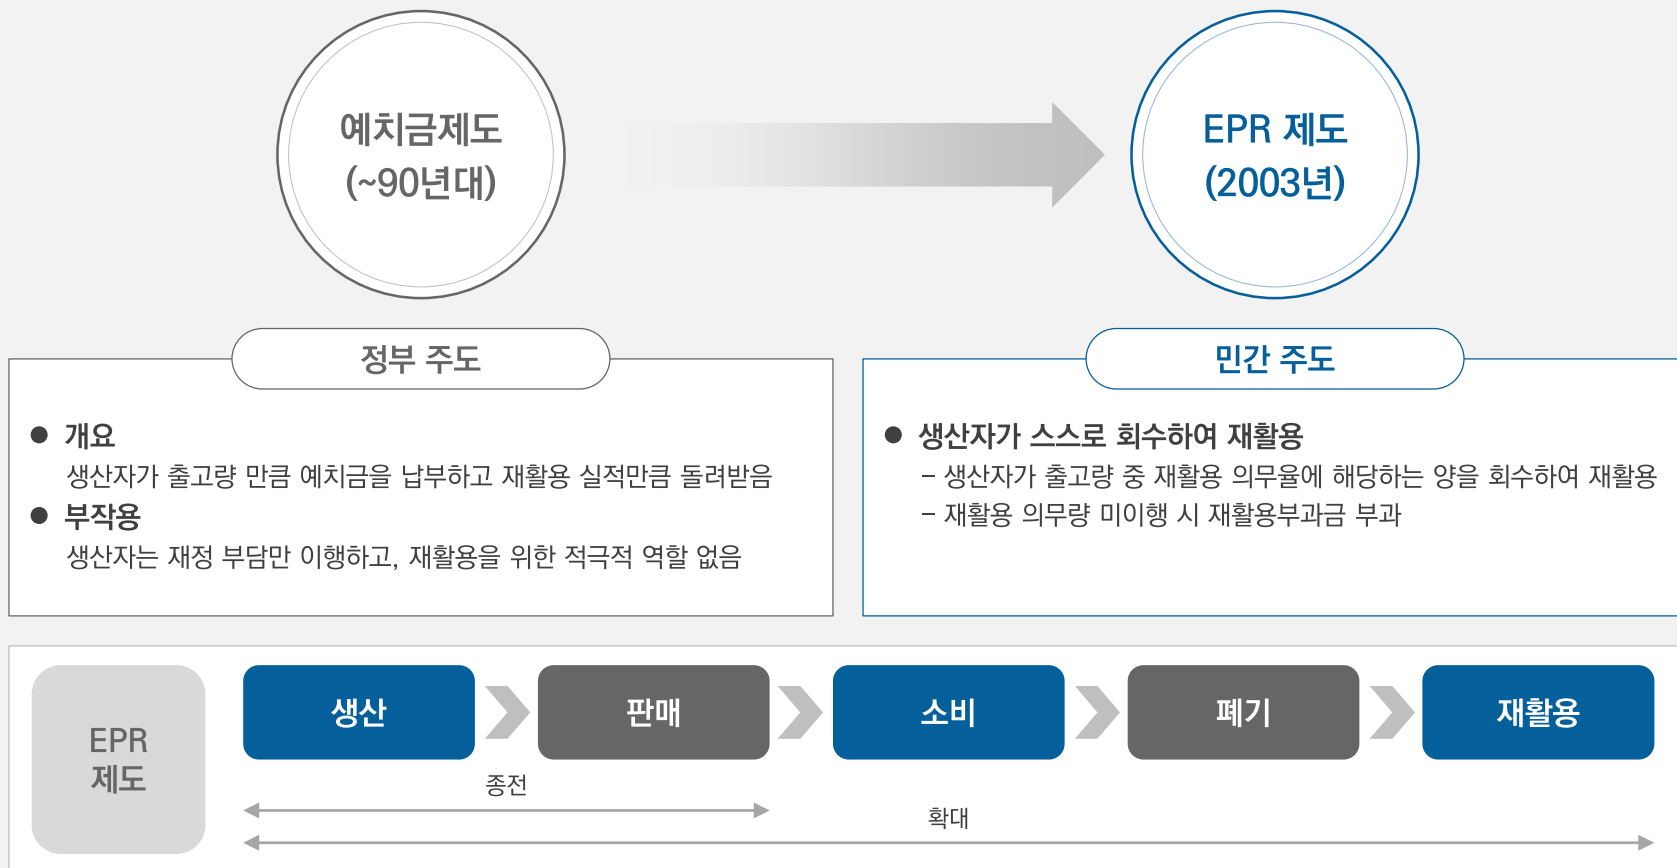 예치금제도
(~90년대)
EPR 제도
(2003년)
정부 주도
● 개요
생산자가 출고량 만큼 예치금을 납부하고 재활용 실적만큼 돌려받음
● 부작용
생산자는 재정 부담만 이행하고, 재활용을 위한 적극적 역할 없음
민간 주도
● 생산자가 스스로 회수하여 재활용
– 생산자가 출고량 중 재활용 의무율에 해당하는 양을 회수하여 재활용
– 재활용 의무량 미이행 시 재활용부과금 부과
EPR
제도
생산
판매
소비
폐기
재활용
종전
확대